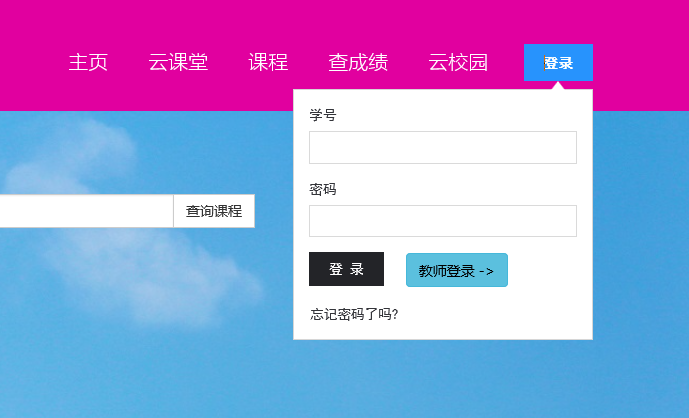 主页 云课堂 课程 查成绩 云校园 登录
学号
密码
查询课程
登 录 教师登录 ->
忘记密码了吗?